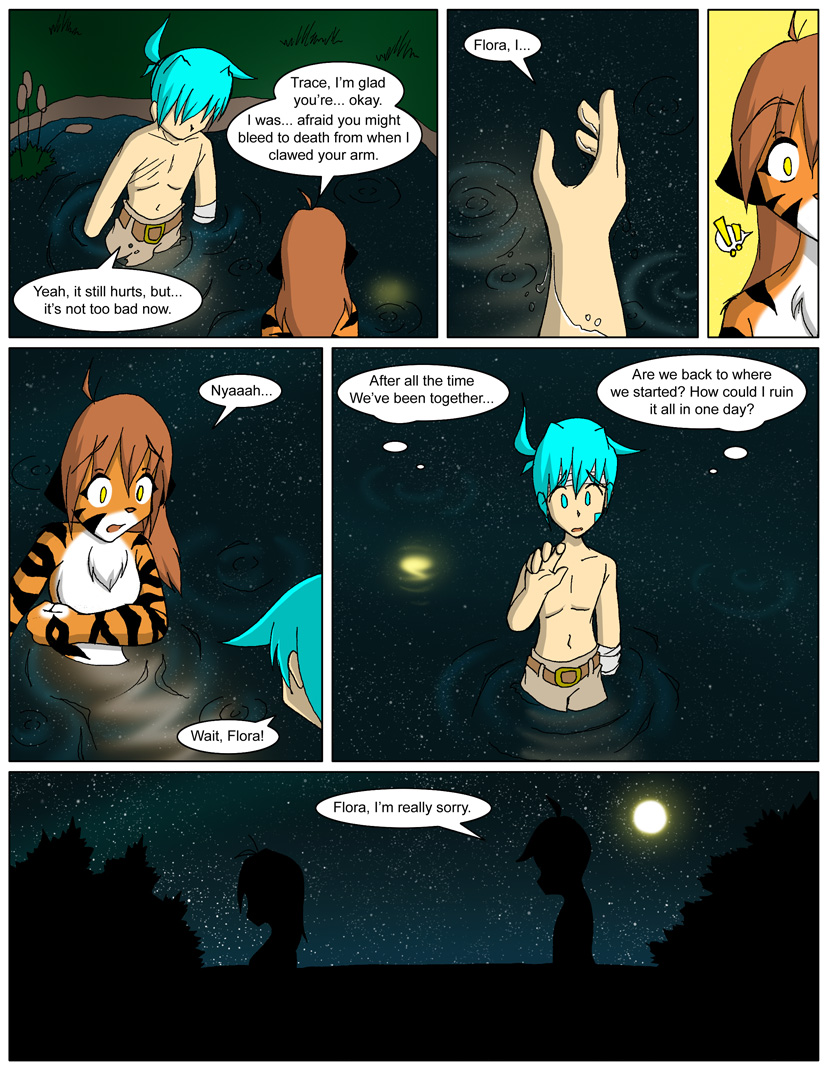 Trace, I'm glad
you're... okay.
I was... afraid you might
bleed to death from when I
clawed your arm.
Yeah, it still hurts, but...
it's not too bad now.
Flora, I...
Nyaaah...
Wait, Flora!
After all the time
We've been together...
Are we back to where
we started? How could I ruin
it all in one day?
Flora, I'm really sorry.